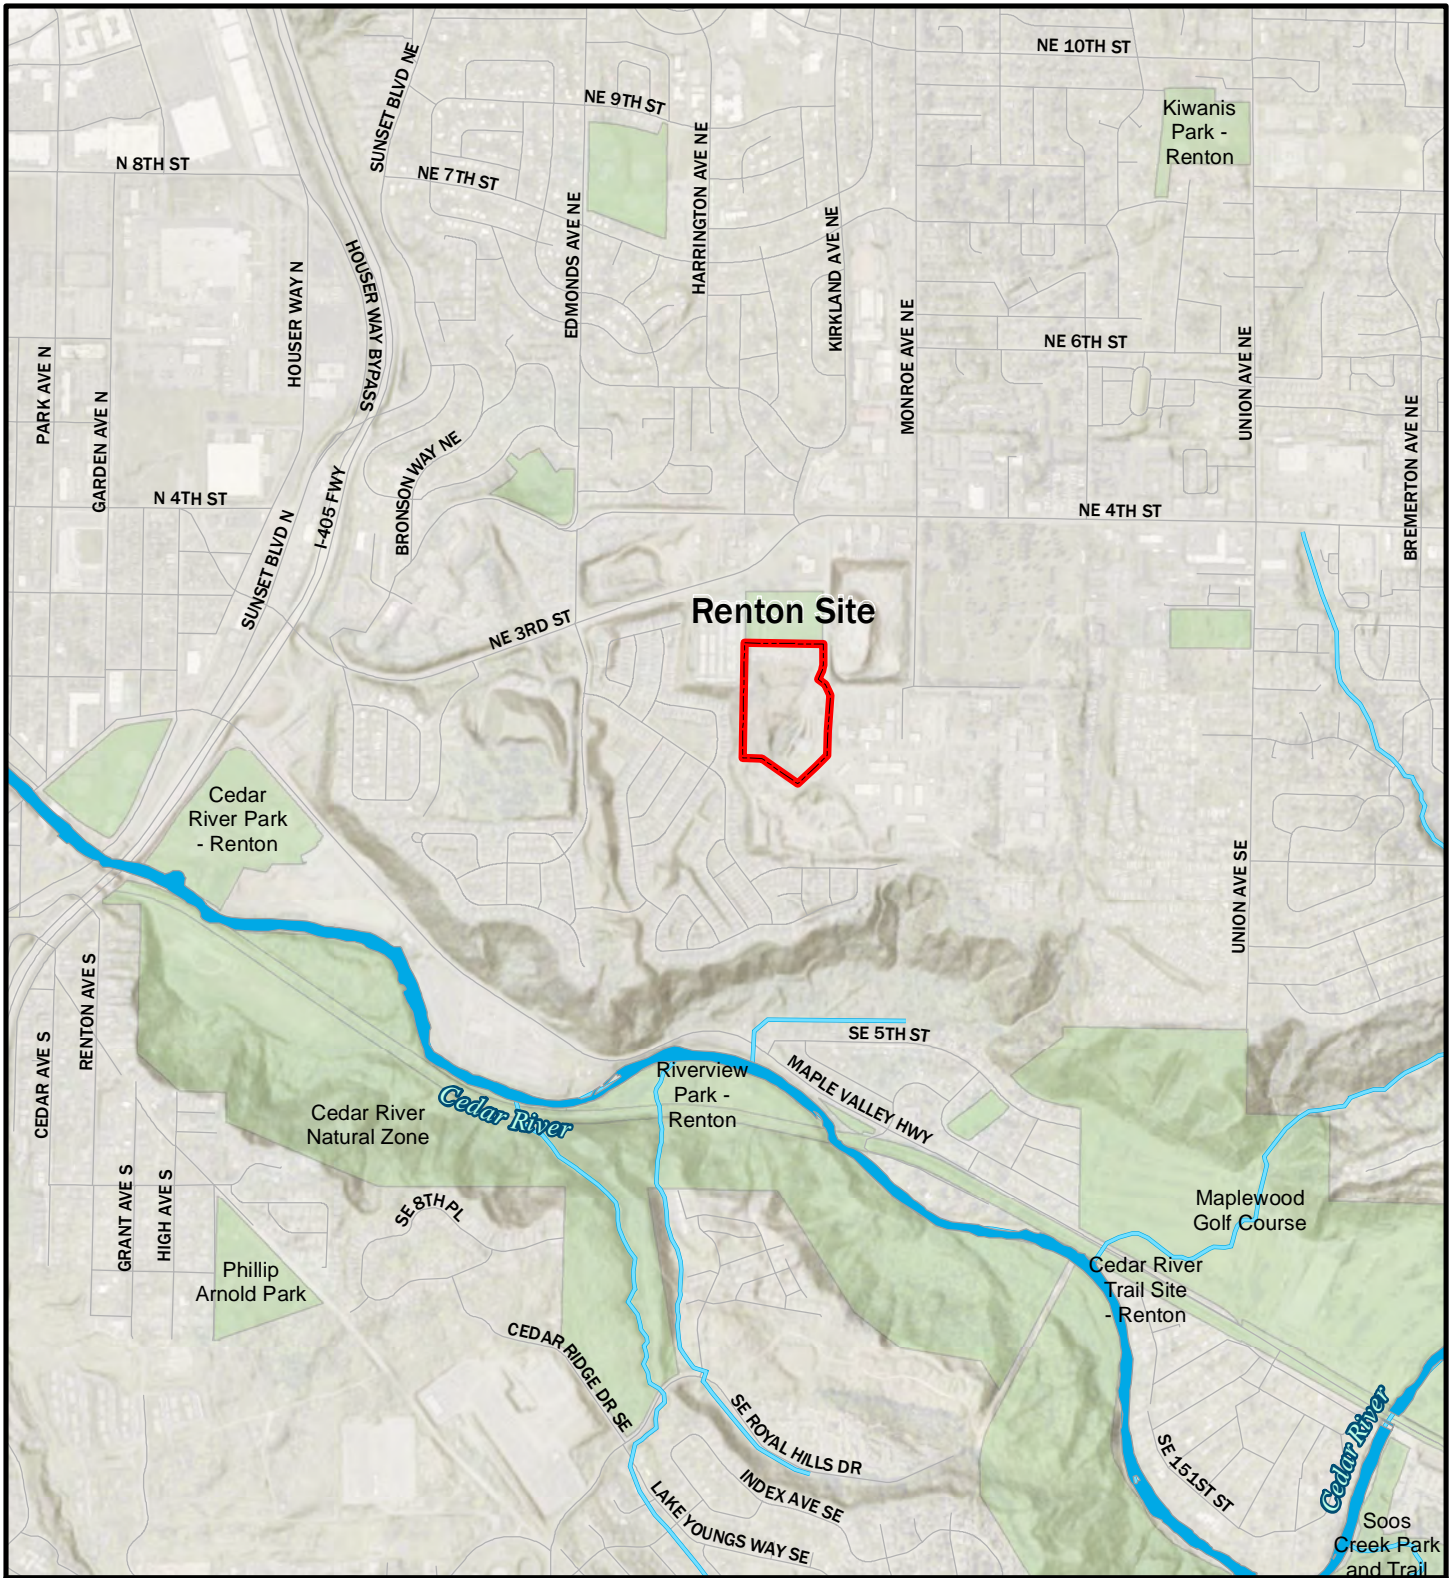 NE 10TH ST
SUNSET BLVD NE
NE 9TH ST
Kiwanis
Park -
Renton
N 8TH ST
NE 7TH ST
HARRINGTON AVE NE
EDMONDS AVE NE
KIRKLAND AVE NE
HOUSER WAY BYPASS
HOUSER WAY N
MONROE AVE NE
NE 6TH ST
UNION AVE NE
PARK AVE N
GARDEN AVE N
BREMERTON AVE NE
BRONSON WAY NE
N 4TH ST
I-405 FWY
NE 4TH ST
SUNSET BLVD N
Renton Site
NE 3RD ST
Cedar
River Park
- Renton
UNION AVE SE
RENTON AVE S
CEDAR AVE S
SE 5TH ST
MAPLE VALLEY HWY
Riverview
Park -
Renton
Cedar River
Cedar River
Natural Zone
GRANT AVE S
HIGH AVE S
SE 8TH PL
Maplewood
Golf Course
Phillip
Arnold Park
Cedar River
Trail Site
- Renton
CEDAR RIDGE DR SE
SE ROYAL HILLS DR
INDEX AVE SE
LAKE YOUNGS WAY SE
SE 151ST ST
Cedar River
Soos
Creek Park
and Trail